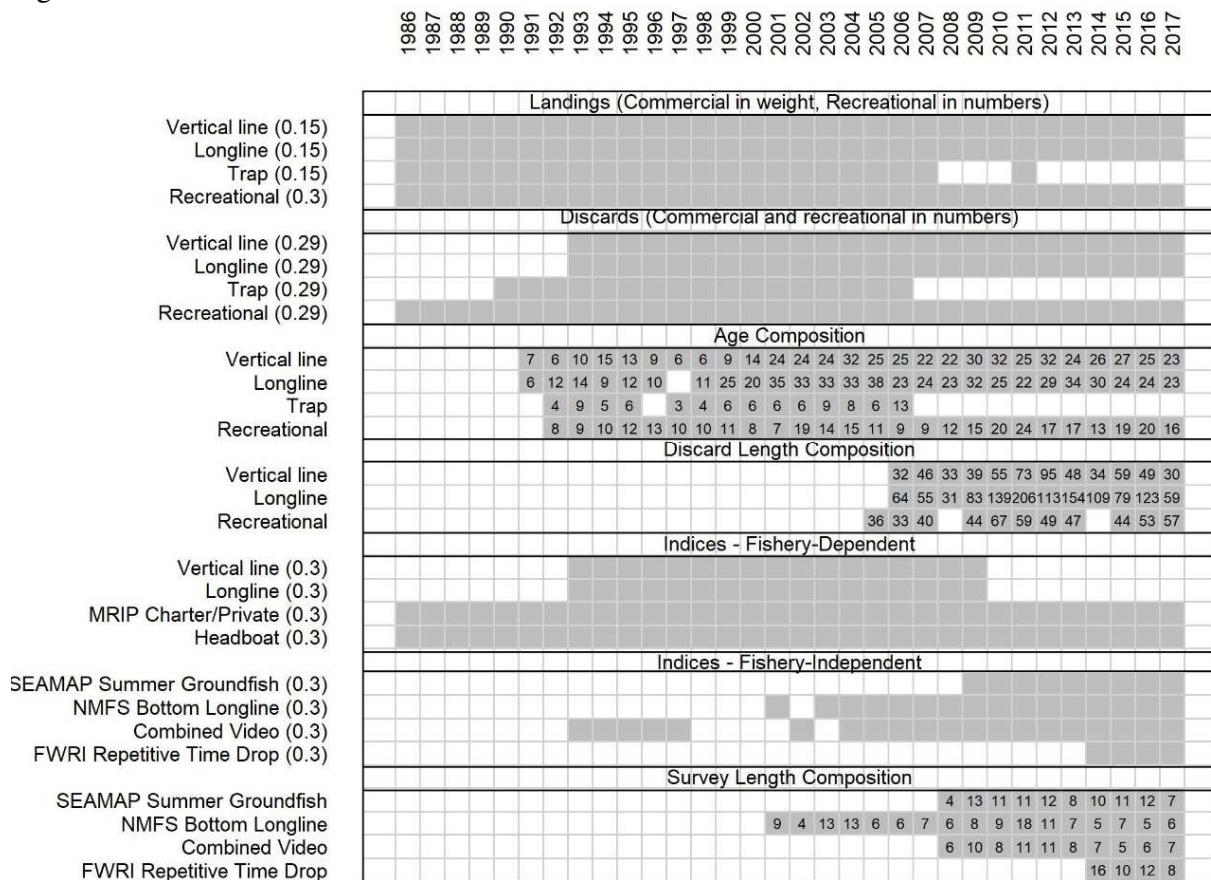 1986 1987 1988 1989 1990 1991 1992 1993 1994 1995 1996 1997 1998 1999 2000 2001 2002 2003 2004 2005 2006 2007 2008 2009 2010 2011 2012 2013 2014 2015 2016 2017
Landings (Commercial in weight, Recreational in numbers)
Vertical line (0.15)
Longline (0.15)
Trap (0.15)
Recreational (0.3)
Discards (Commercial and recreational in numbers)
Vertical line (0.29)
Longline (0.29)
Trap (0.29)
Recreational (0.29)
Age Composition
Vertical line 7 6 10 15 13 9 6 6 9 14 24 24 24 32 25 25 22 22 30 32 25 32 24 26 27 25 23
Longline 6 12 14 9 12 10 11 25 20 35 33 33 33 38 23 24 23 32 25 22 29 34 30 24 24 23
Trap 4 9 5 6 3 4 6 6 6 6 9 8 6 13
Recreational 8 9 10 12 13 10 10 11 8 7 19 14 15 11 9 9 12 15 20 24 17 17 13 19 20 16
Discard Length Composition
Vertical line 32 46 33 39 55 73 95 48 34 59 49 30
Longline 64 55 31 83 139 206 113 154 109 79 123 59
Recreational 36 33 40 44 67 59 49 47 44 53 57
Indices - Fishery-Dependent
Vertical line (0.3)
Longline (0.3)
MRIP Charter/Private (0.3)
Headboat (0.3)
Indices - Fishery-Independent
SEAMAP Summer Groundfish (0.3)
NMFS Bottom Longline (0.3)
Combined Video (0.3)
FWRI Repetitive Time Drop (0.3)
Survey Length Composition
SEAMAP Summer Groundfish 4 13 11 11 12 8 10 11 12 7
NMFS Bottom Longline 9 4 13 13 6 6 7 6 8 9 18 11 7 5 7 5 6
Combined Video 6 10 8 11 11 8 7 5 6 7
FWRI Repetitive Time Drop 16 10 12 8